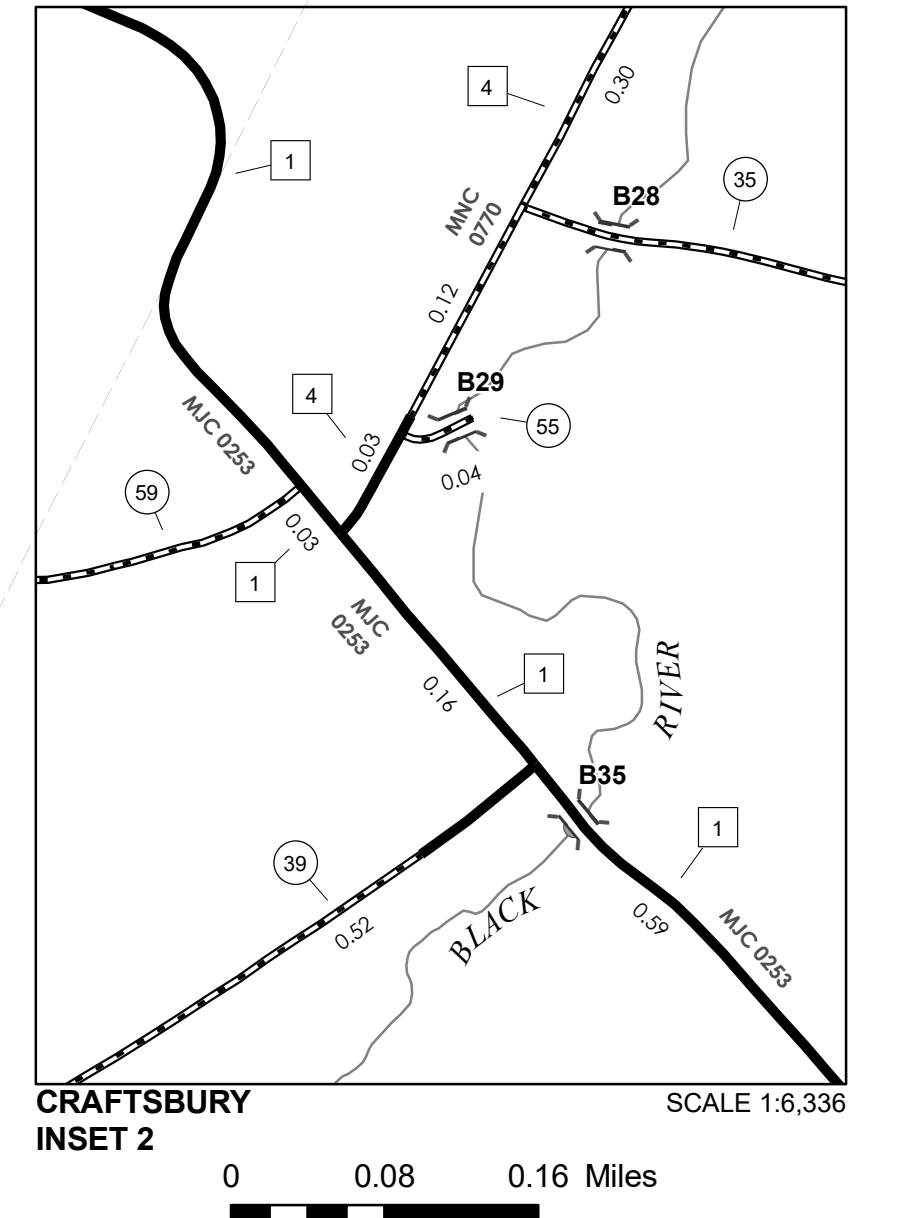 4
0.30
1
35
B28
MNC
0770
0.12
B29
4
55
MJC 0253
0.03
0.04
59
0.03
1
MJC
0253
RIVER
1
0.16
B35
1
39
BLACK
0.59
0.52
MJC 0253
CRAFTSBURY
SCALE 1:6,336
INSET 2
0 0.08 0.16 Miles